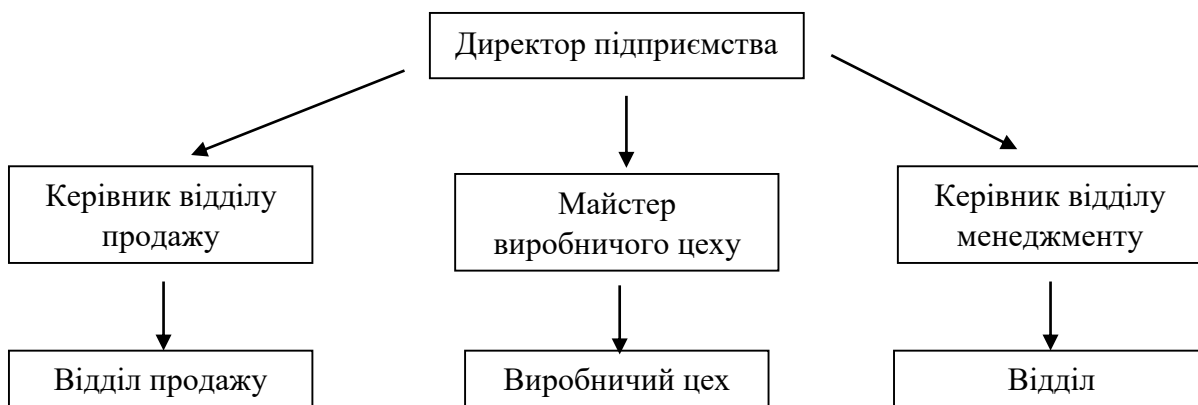 Директор підприємства
Керівник відділу
продажу
Майстер
виробничого цеху
Керівник відділу
менеджменту
Відділ продажу
Виробничий цех
Відділ